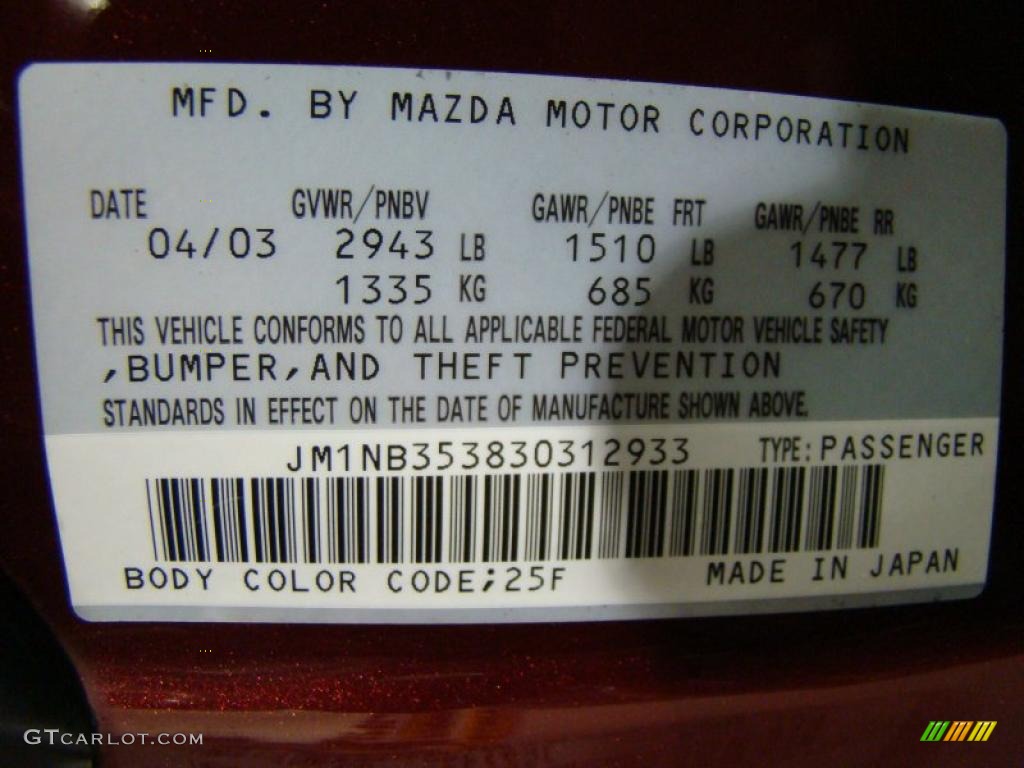 MFD. BY MAZDA MOTOR CORPORATION
DATE GVWR/PNBV GAWR/PNBE FRT GAWR/PNBE RR
04/03 2943 LB 1510 LB 1477 LB
1335 KG 685 KG 670 KG
THIS VEHICLE CONFORMS TO ALL APPLICABLE FEDERAL MOTOR VEHICLE SAFETY
,BUMPER,AND THEFT PREVENTION
STANDARDS IN EFFECT ON THE DATE OF MANUFACTURE SHOWN ABOVE.
JM1NB353830312933 TYPE: PASSENGER
BODY COLOR CODE;25F MADE IN JAPAN
GTCARLOT.COM